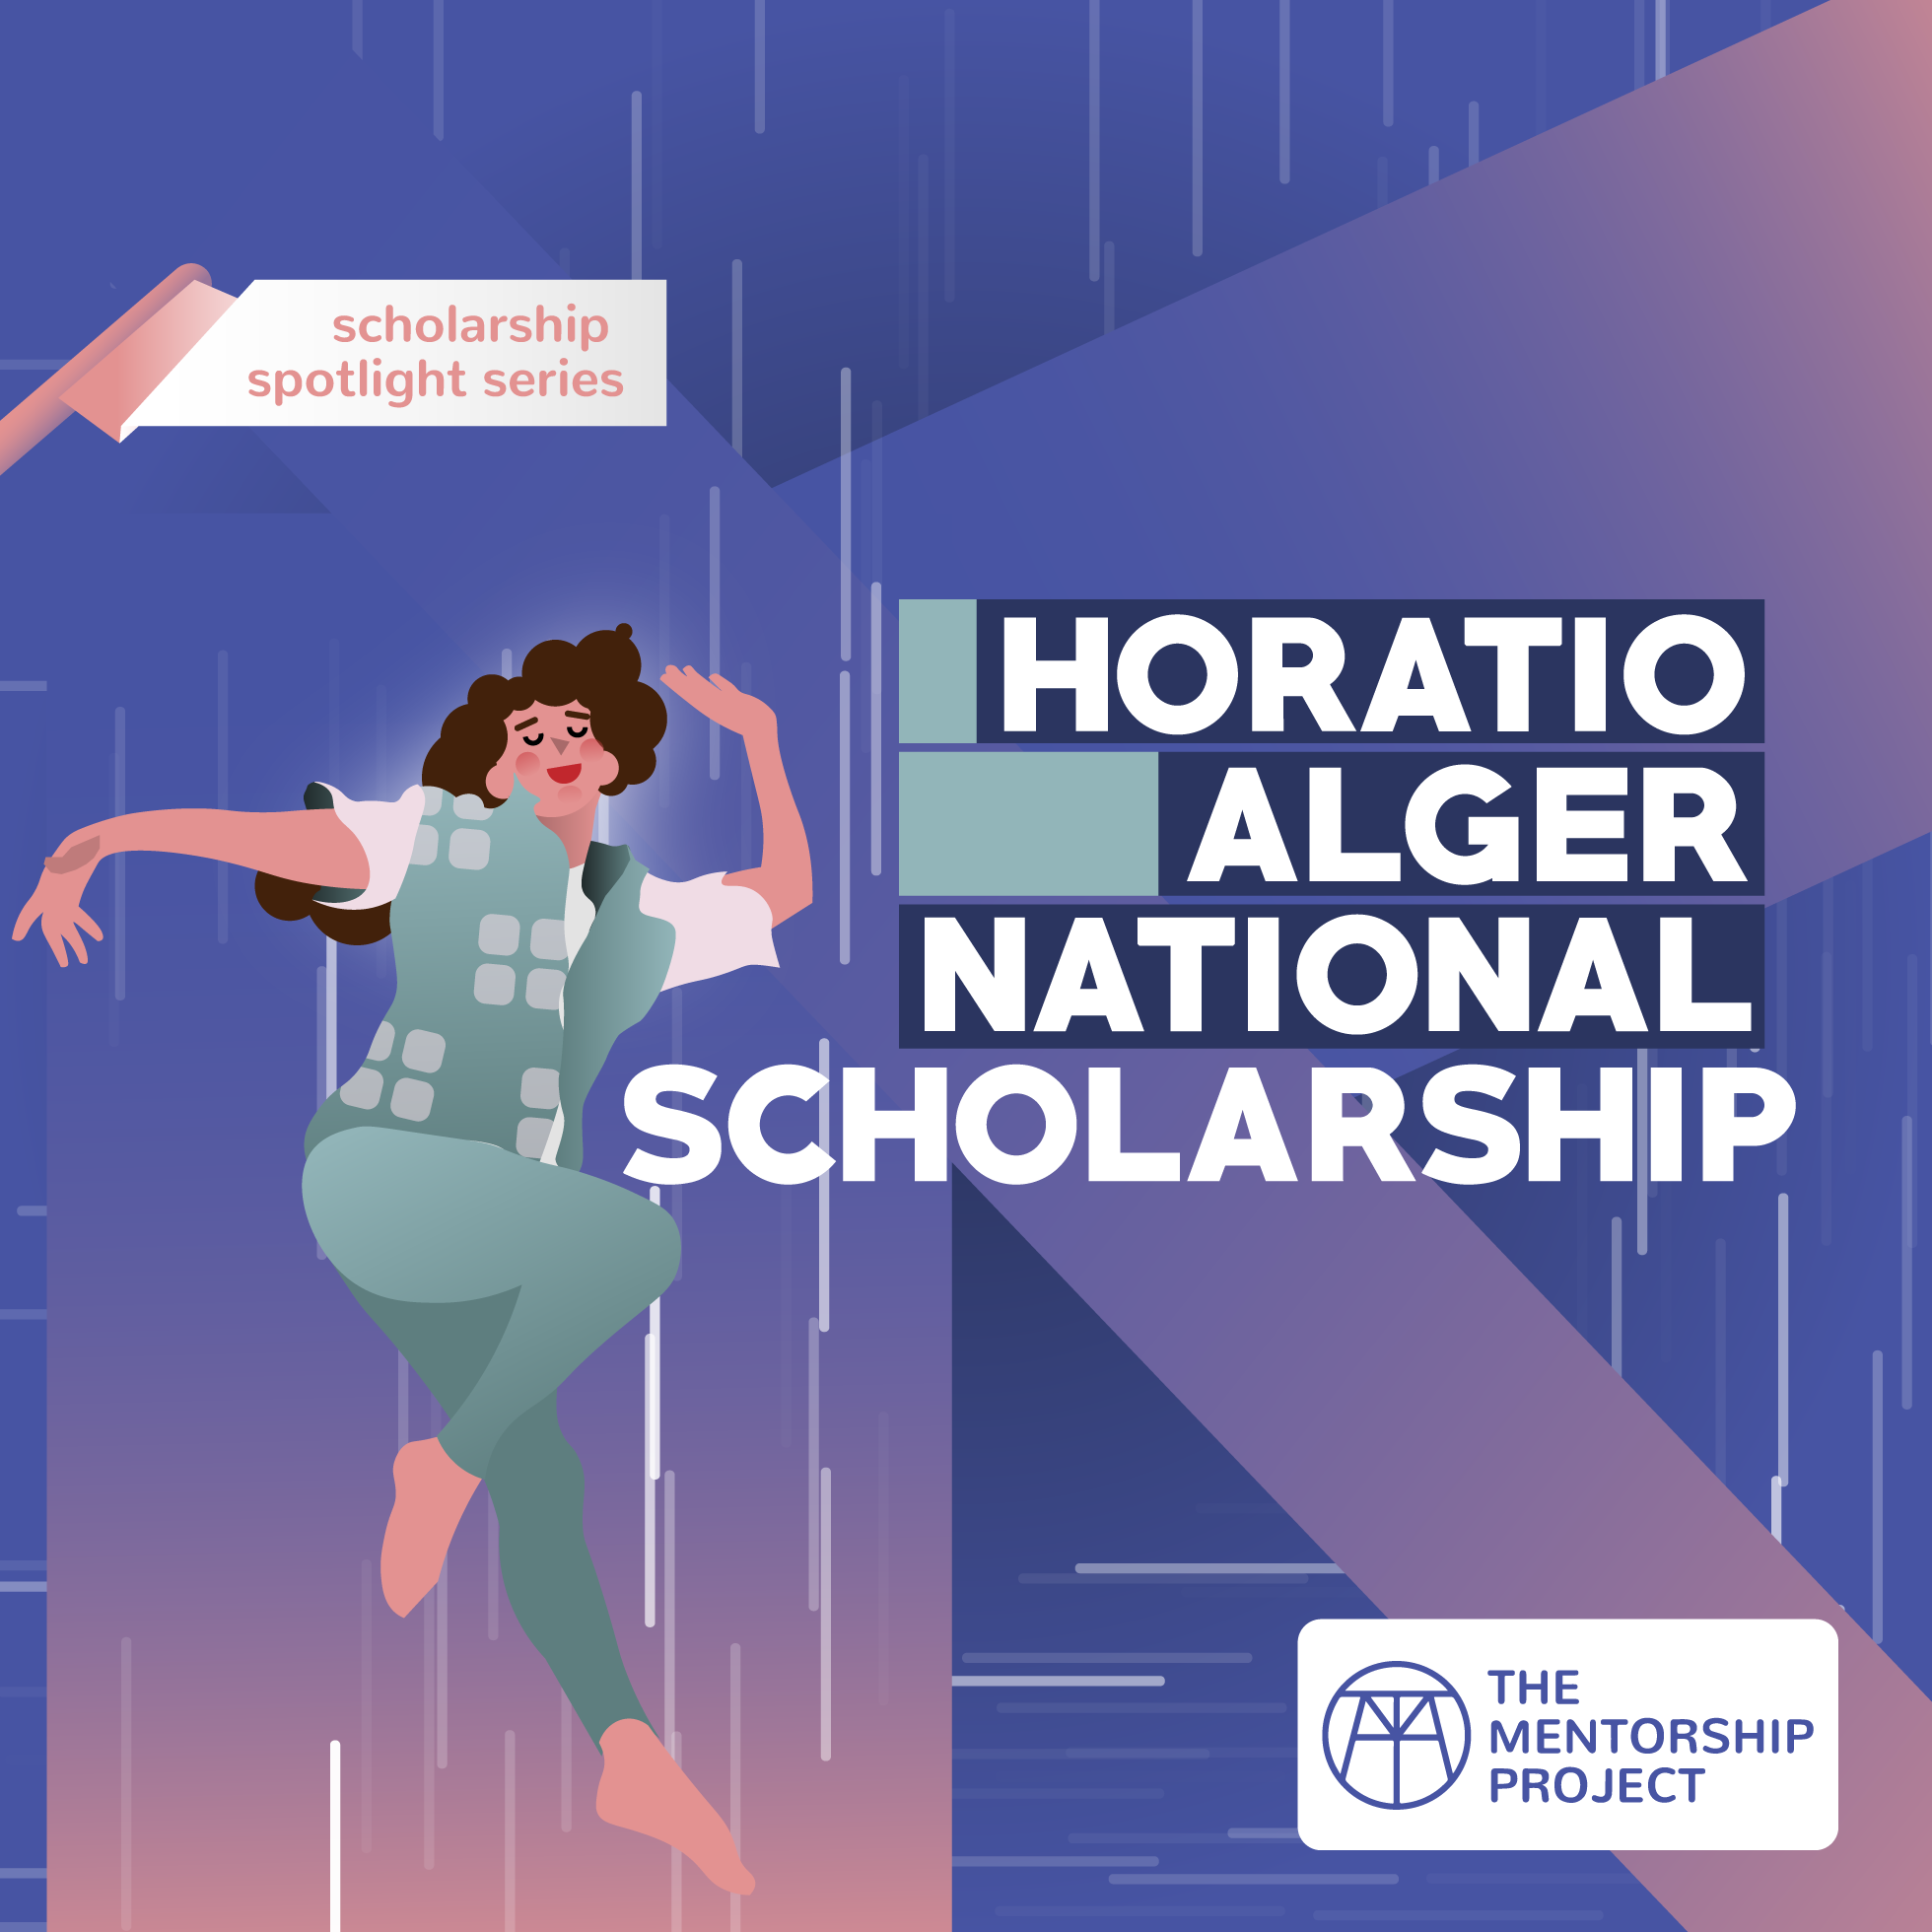 scholarship
spotlight series
HORATIO
ALGER
NATIONAL
SCHOLARSHIP
THE
MENTORSHIP
PROJECT